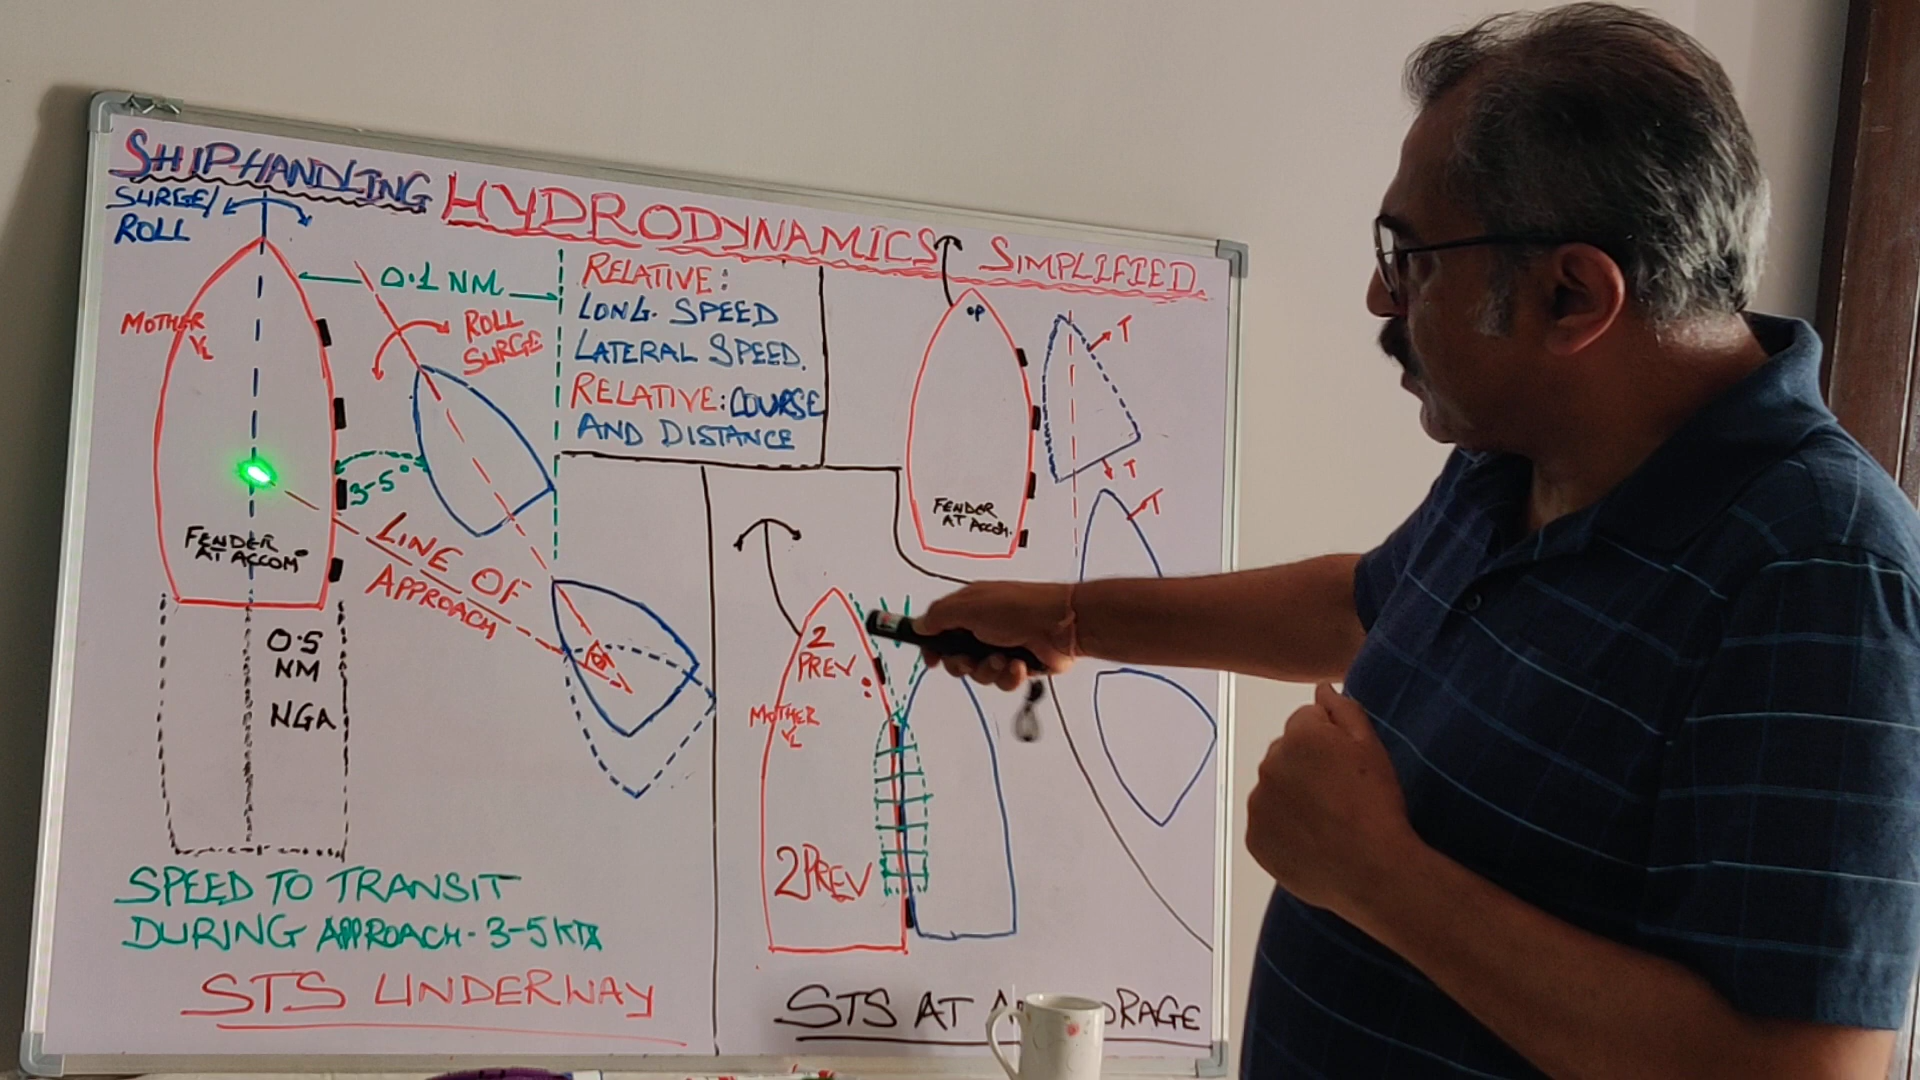 SHIPHANDLING HYDRODYNAMICS SIMPLIFIED.
SURGE/
ROLL
0.1 NM
MOTHER
VL
ROLL
SURGE
3-5°
FENDER
AT ACCOM°
LINE OF
APPROACH
0.5
NM
NGA
SPEED TO TRANSIT
DURING APPROACH - 3-5 KTS
STS UNDERWAY
RELATIVE:
LONG. SPEED
LATERAL SPEED.
RELATIVE: COURSE
AND DISTANCE
T
T
T
FENDER
AT ACCOM.
2
PREV
MOTHER
VL
2 PREV
STS AT